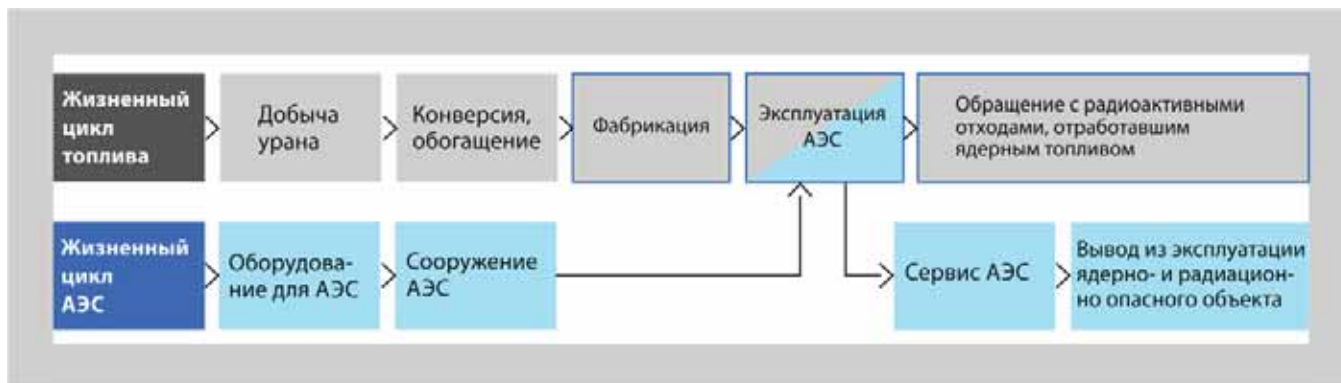 Жизненный
цикл
топлива
Добыча
урана
Конверсия,
обогащение
Фабрикация
Эксплуатация
АЭС
Обращение с радиоактивными
отходами, отработавшим
ядерным топливом
Жизненный
цикл
АЭС
Оборудова-
ние для АЭС
Сооружение
АЭС
Сервис АЭС
Вывод из эксплуатации
ядерно- и радиацион-
но опасного объекта